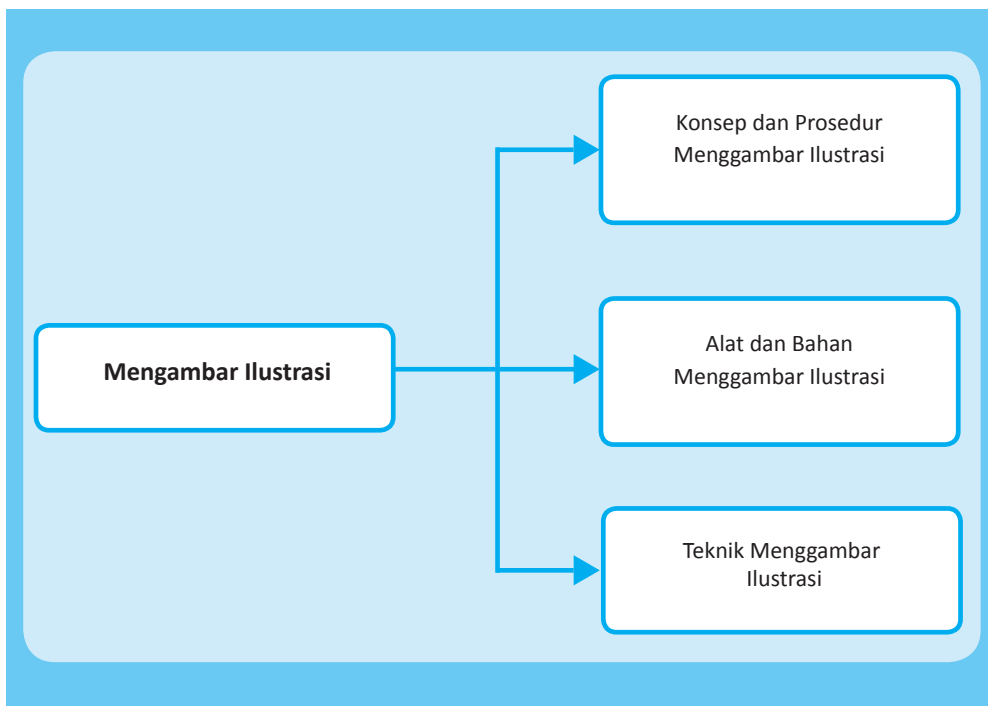 Konsep dan Prosedur
Menggambar Ilustrasi
Mengambar Ilustrasi
Alat dan Bahan
Menggambar Ilustrasi
Teknik Menggambar
Ilustrasi